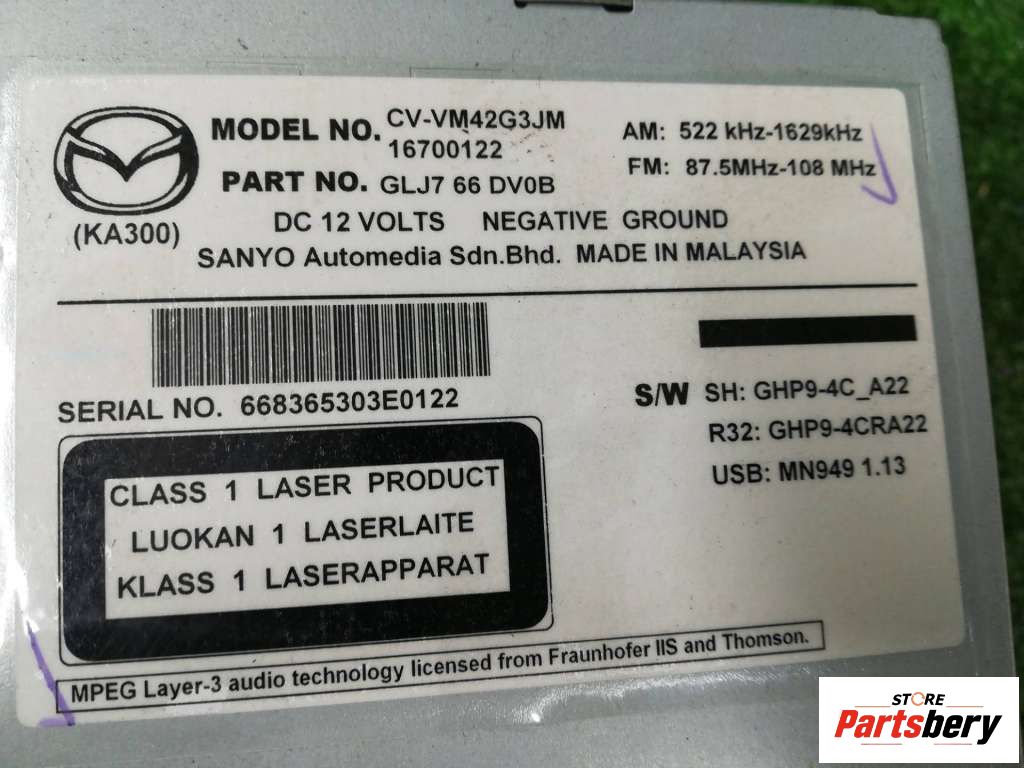 MODEL NO. CV-VM42G3JM
16700122
AM: 522 kHz-1629kHz
FM: 87.5MHz-108 MHz
PART NO. GLJ7 66 DV0B
(KA300)
DC 12 VOLTS NEGATIVE GROUND
SANYO Automedia Sdn.Bhd. MADE IN MALAYSIA
SERIAL NO. 668365303E0122
S/W SH: GHP9-4C_A22
R32: GHP9-4CRA22
USB: MN949 1.13
CLASS 1 LASER PRODUCT
LUOKAN 1 LASERLAITE
KLASS 1 LASERAPPARAT
MPEG Layer-3 audio technology licensed from Fraunhofer IIS and Thomson.
STORE
Partsbery